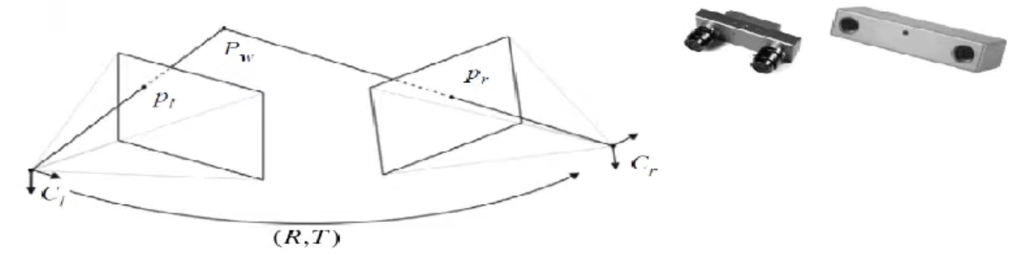 P_w
p_l
p_r
C_l
C_r
(R,T)